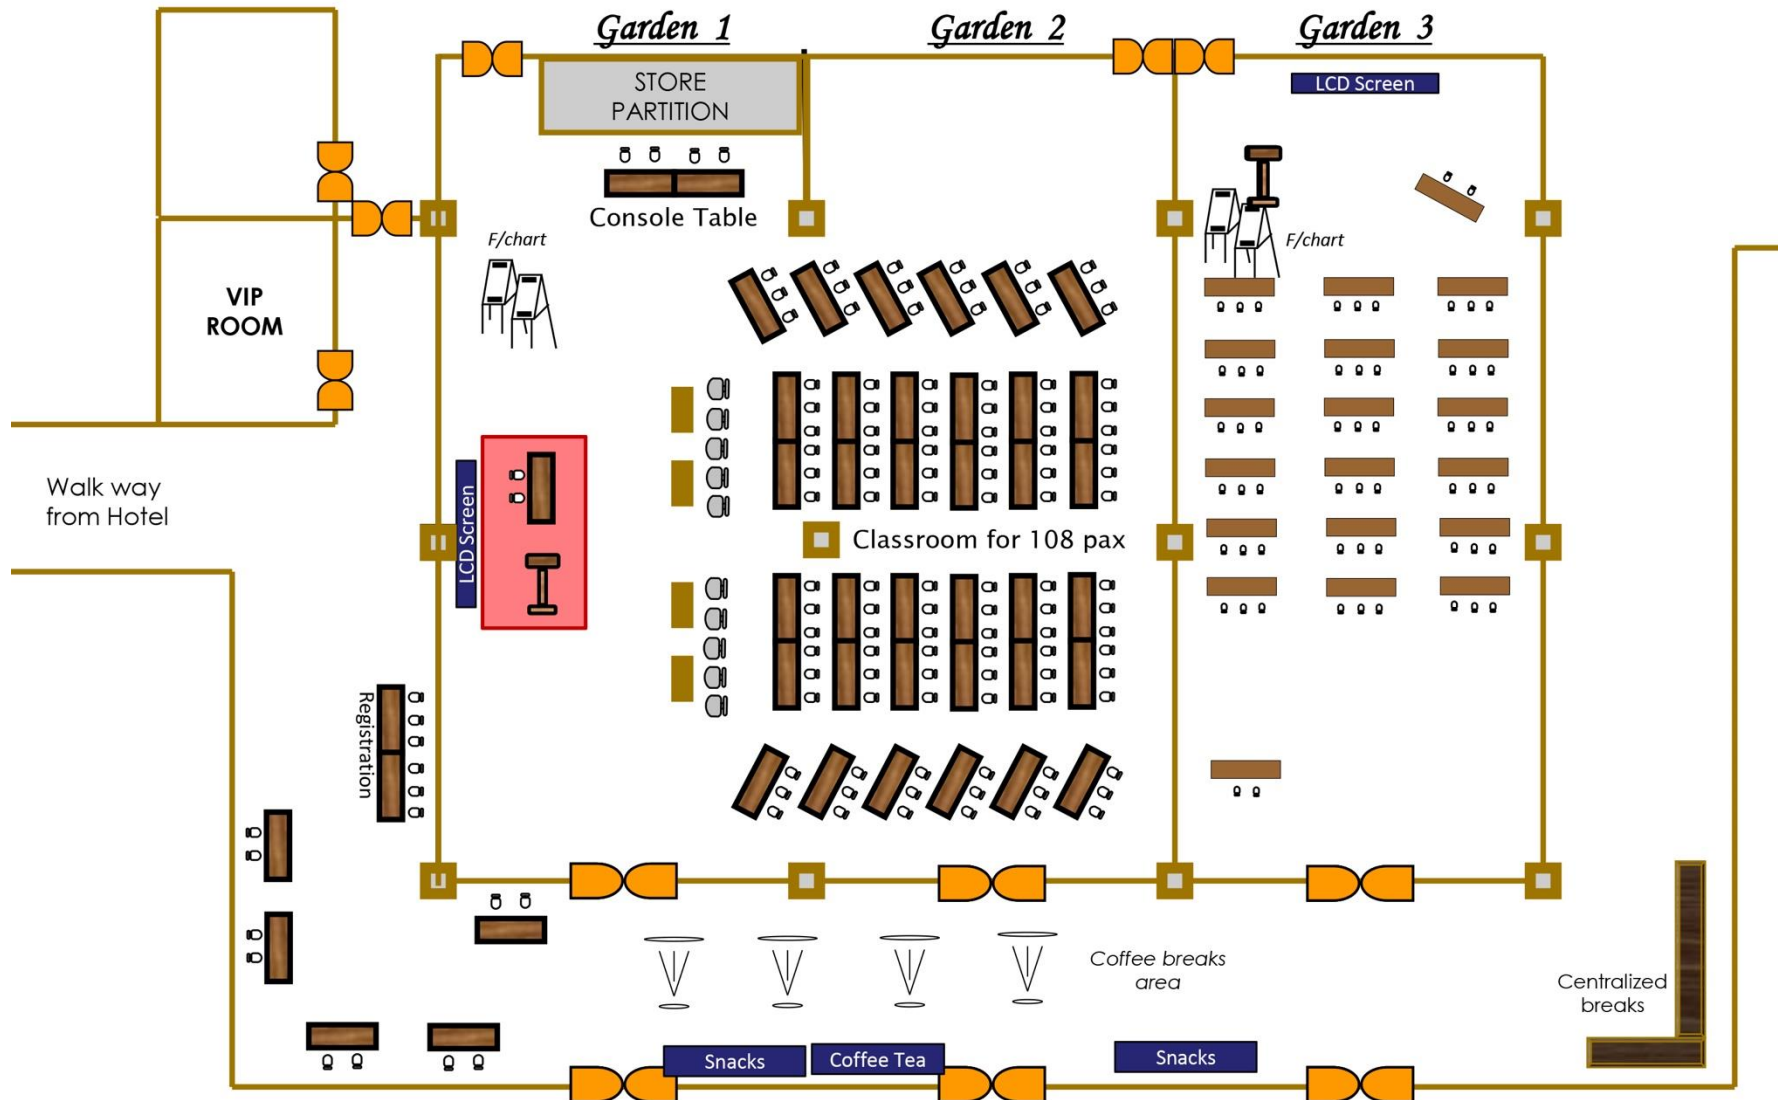 Garden 1
Garden 2
Garden 3
STORE
PARTITION
LCD Screen
Console Table
F/chart
F/chart
VIP
ROOM
Walk way
from Hotel
LCD Screen
Classroom for 108 pax
Registration
Coffee breaks
area
Centralized
breaks
Snacks
Coffee Tea
Snacks